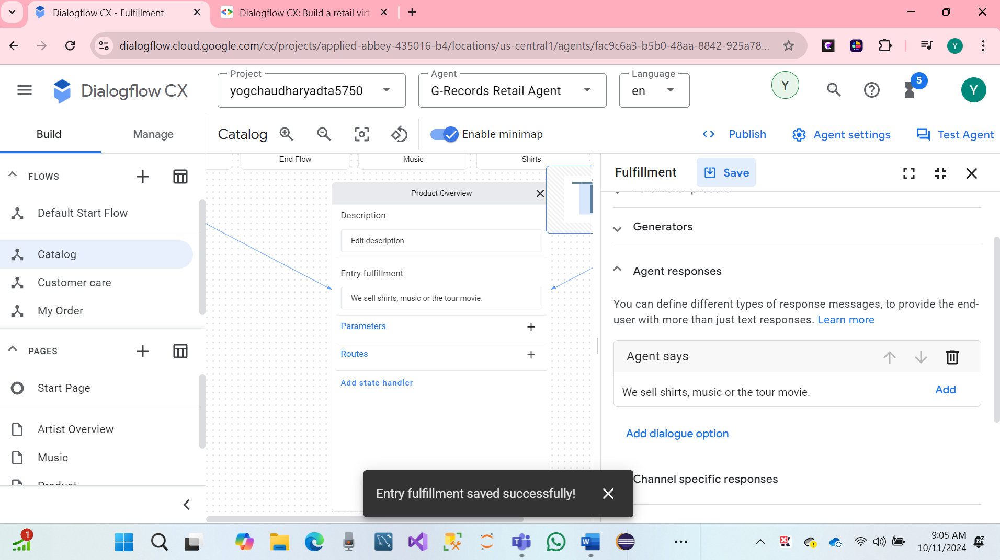 Dialogflow CX - Fulfillment
Dialogflow CX: Build a retail virt
dialogflow.cloud.google.com/cx/projects/applied-abbey-435016-b4/locations/us-central1/agents/fac9c6a3-b5b0-48aa-8842-925a78...
Y
Dialogflow CX
Project
yogchaudharyadta5750
Agent
G-Records Retail Agent
Language
en
Y
5
Y
Build
Manage
Catalog
Enable minimap
Publish
Agent settings
Test Agent
FLOWS
Default Start Flow
Catalog
Customer care
My Order
PAGES
Start Page
Artist Overview
Music
Product
End Flow
Music
Shirts
Product Overview
Description
Edit description
Entry fulfillment
We sell shirts, music or the tour movie.
Parameters
Routes
Add state handler
Fulfillment
Save
Parameter presets
Generators
Agent responses
You can define different types of response messages, to provide the end-
user with more than just text responses. Learn more
Agent says
We sell shirts, music or the tour movie.
Add
Add dialogue option
Channel specific responses
Entry fulfillment saved successfully!
1
9:05 AM
10/11/2024